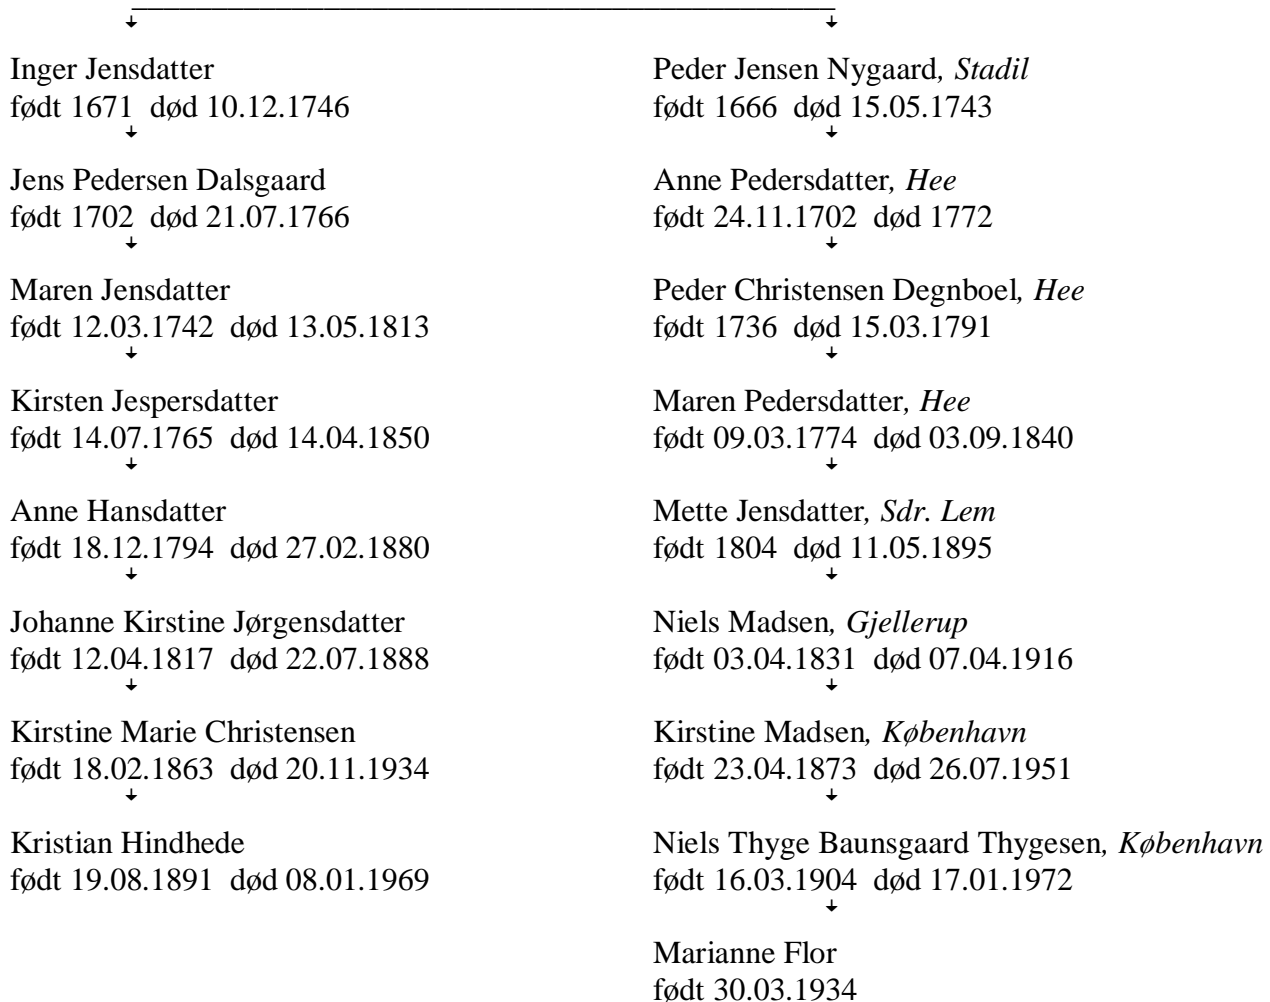 Inger Jensdatter
født 1671 død 10.12.1746
Jens Pedersen Dalsgaard
født 1702 død 21.07.1766
Maren Jensdatter
født 12.03.1742 død 13.05.1813
Kirsten Jespersdatter
født 14.07.1765 død 14.04.1850
Anne Hansdatter
født 18.12.1794 død 27.02.1880
Johanne Kirstine Jørgensdatter
født 12.04.1817 død 22.07.1888
Kirstine Marie Christensen
født 18.02.1863 død 20.11.1934
Kristian Hindhede
født 19.08.1891 død 08.01.1969
Peder Jensen Nygaard, Stadil
født 1666 død 15.05.1743
Anne Pedersdatter, Hee
født 24.11.1702 død 1772
Peder Christensen Degnboel, Hee
født 1736 død 15.03.1791
Maren Pedersdatter, Hee
født 09.03.1774 død 03.09.1840
Mette Jensdatter, Sdr. Lem
født 1804 død 11.05.1895
Niels Madsen, Gjellerup
født 03.04.1831 død 07.04.1916
Kirstine Madsen, København
født 23.04.1873 død 26.07.1951
Niels Thyge Baunsgaard Thygesen, København
født 16.03.1904 død 17.01.1972
Marianne Flor
født 30.03.1934